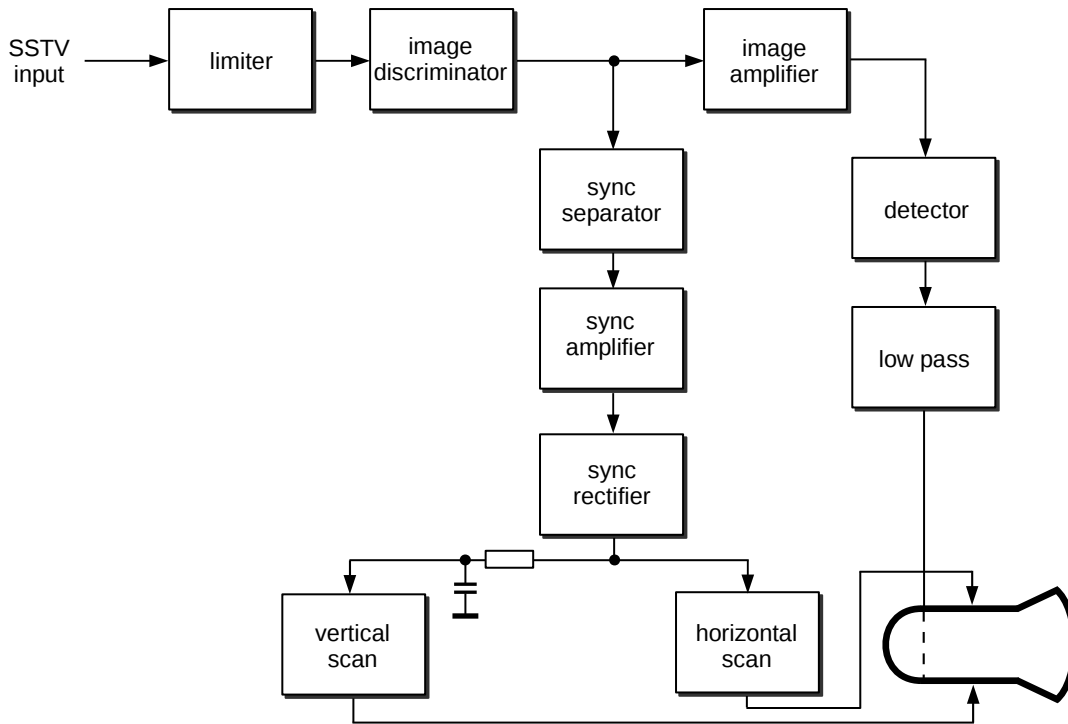 SSTV
input
limiter
image
discriminator
image
amplifier
sync
separator
detector
sync
amplifier
low pass
sync
rectifier
vertical
scan
horizontal
scan